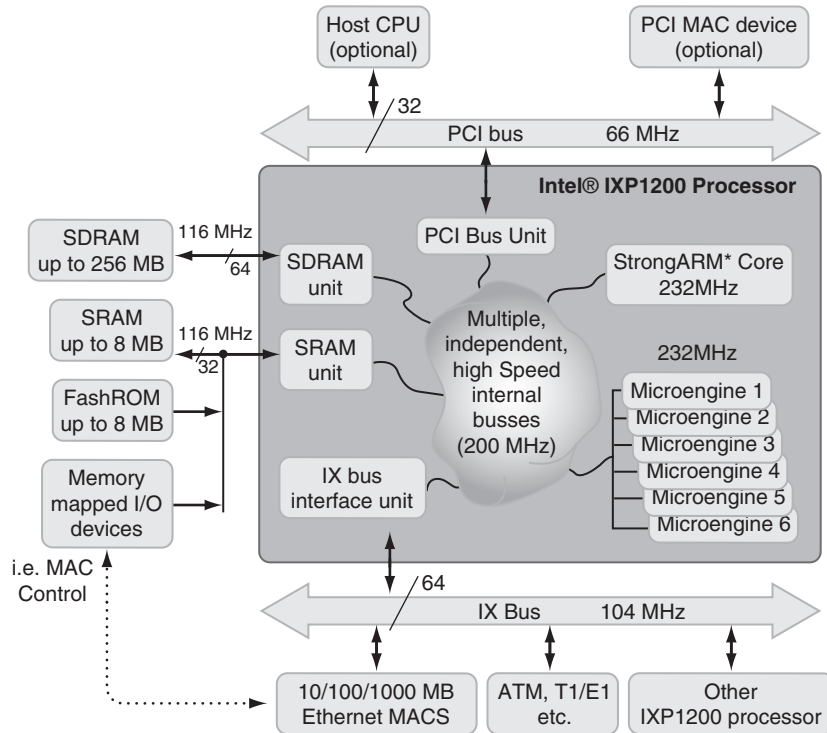 Host CPU
(optional)
PCI MAC device
(optional)
32
PCI bus 66 MHz
Intel® IXP1200 Processor
SDRAM
up to 256 MB
116 MHz
64
SDRAM
unit
PCI Bus Unit
StrongARM* Core
232MHz
SRAM
up to 8 MB
116 MHz
32
SRAM
unit
Multiple,
independent,
high Speed
internal
busses
(200 MHz)
232MHz
Microengine 1
Microengine 2
Microengine 3
Microengine 4
Microengine 5
Microengine 6
FashROM
up to 8 MB
Memory
mapped I/O
devices
IX bus
interface unit
i.e. MAC
Control
64
IX Bus 104 MHz
10/100/1000 MB
Ethernet MACS
ATM, T1/E1
etc.
Other
IXP1200 processor